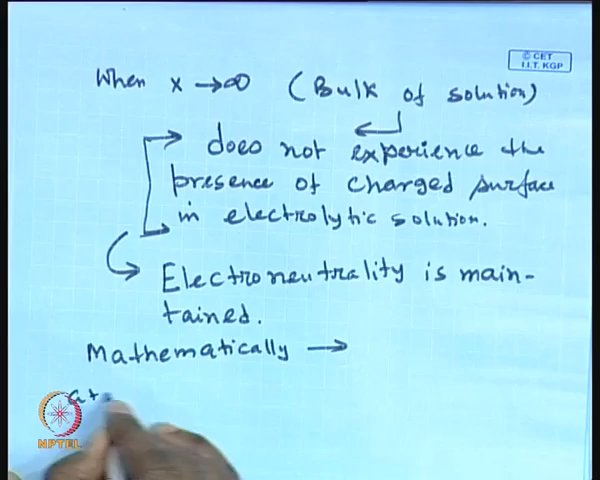 © CET
I.I.T. KGP
When x → ∞ (Bulk of solution)
does not experience the
presence of charged surface
in electrolytic solution.
Electroneutrality is main-
tained.
Mathematically →
at
NPTEL